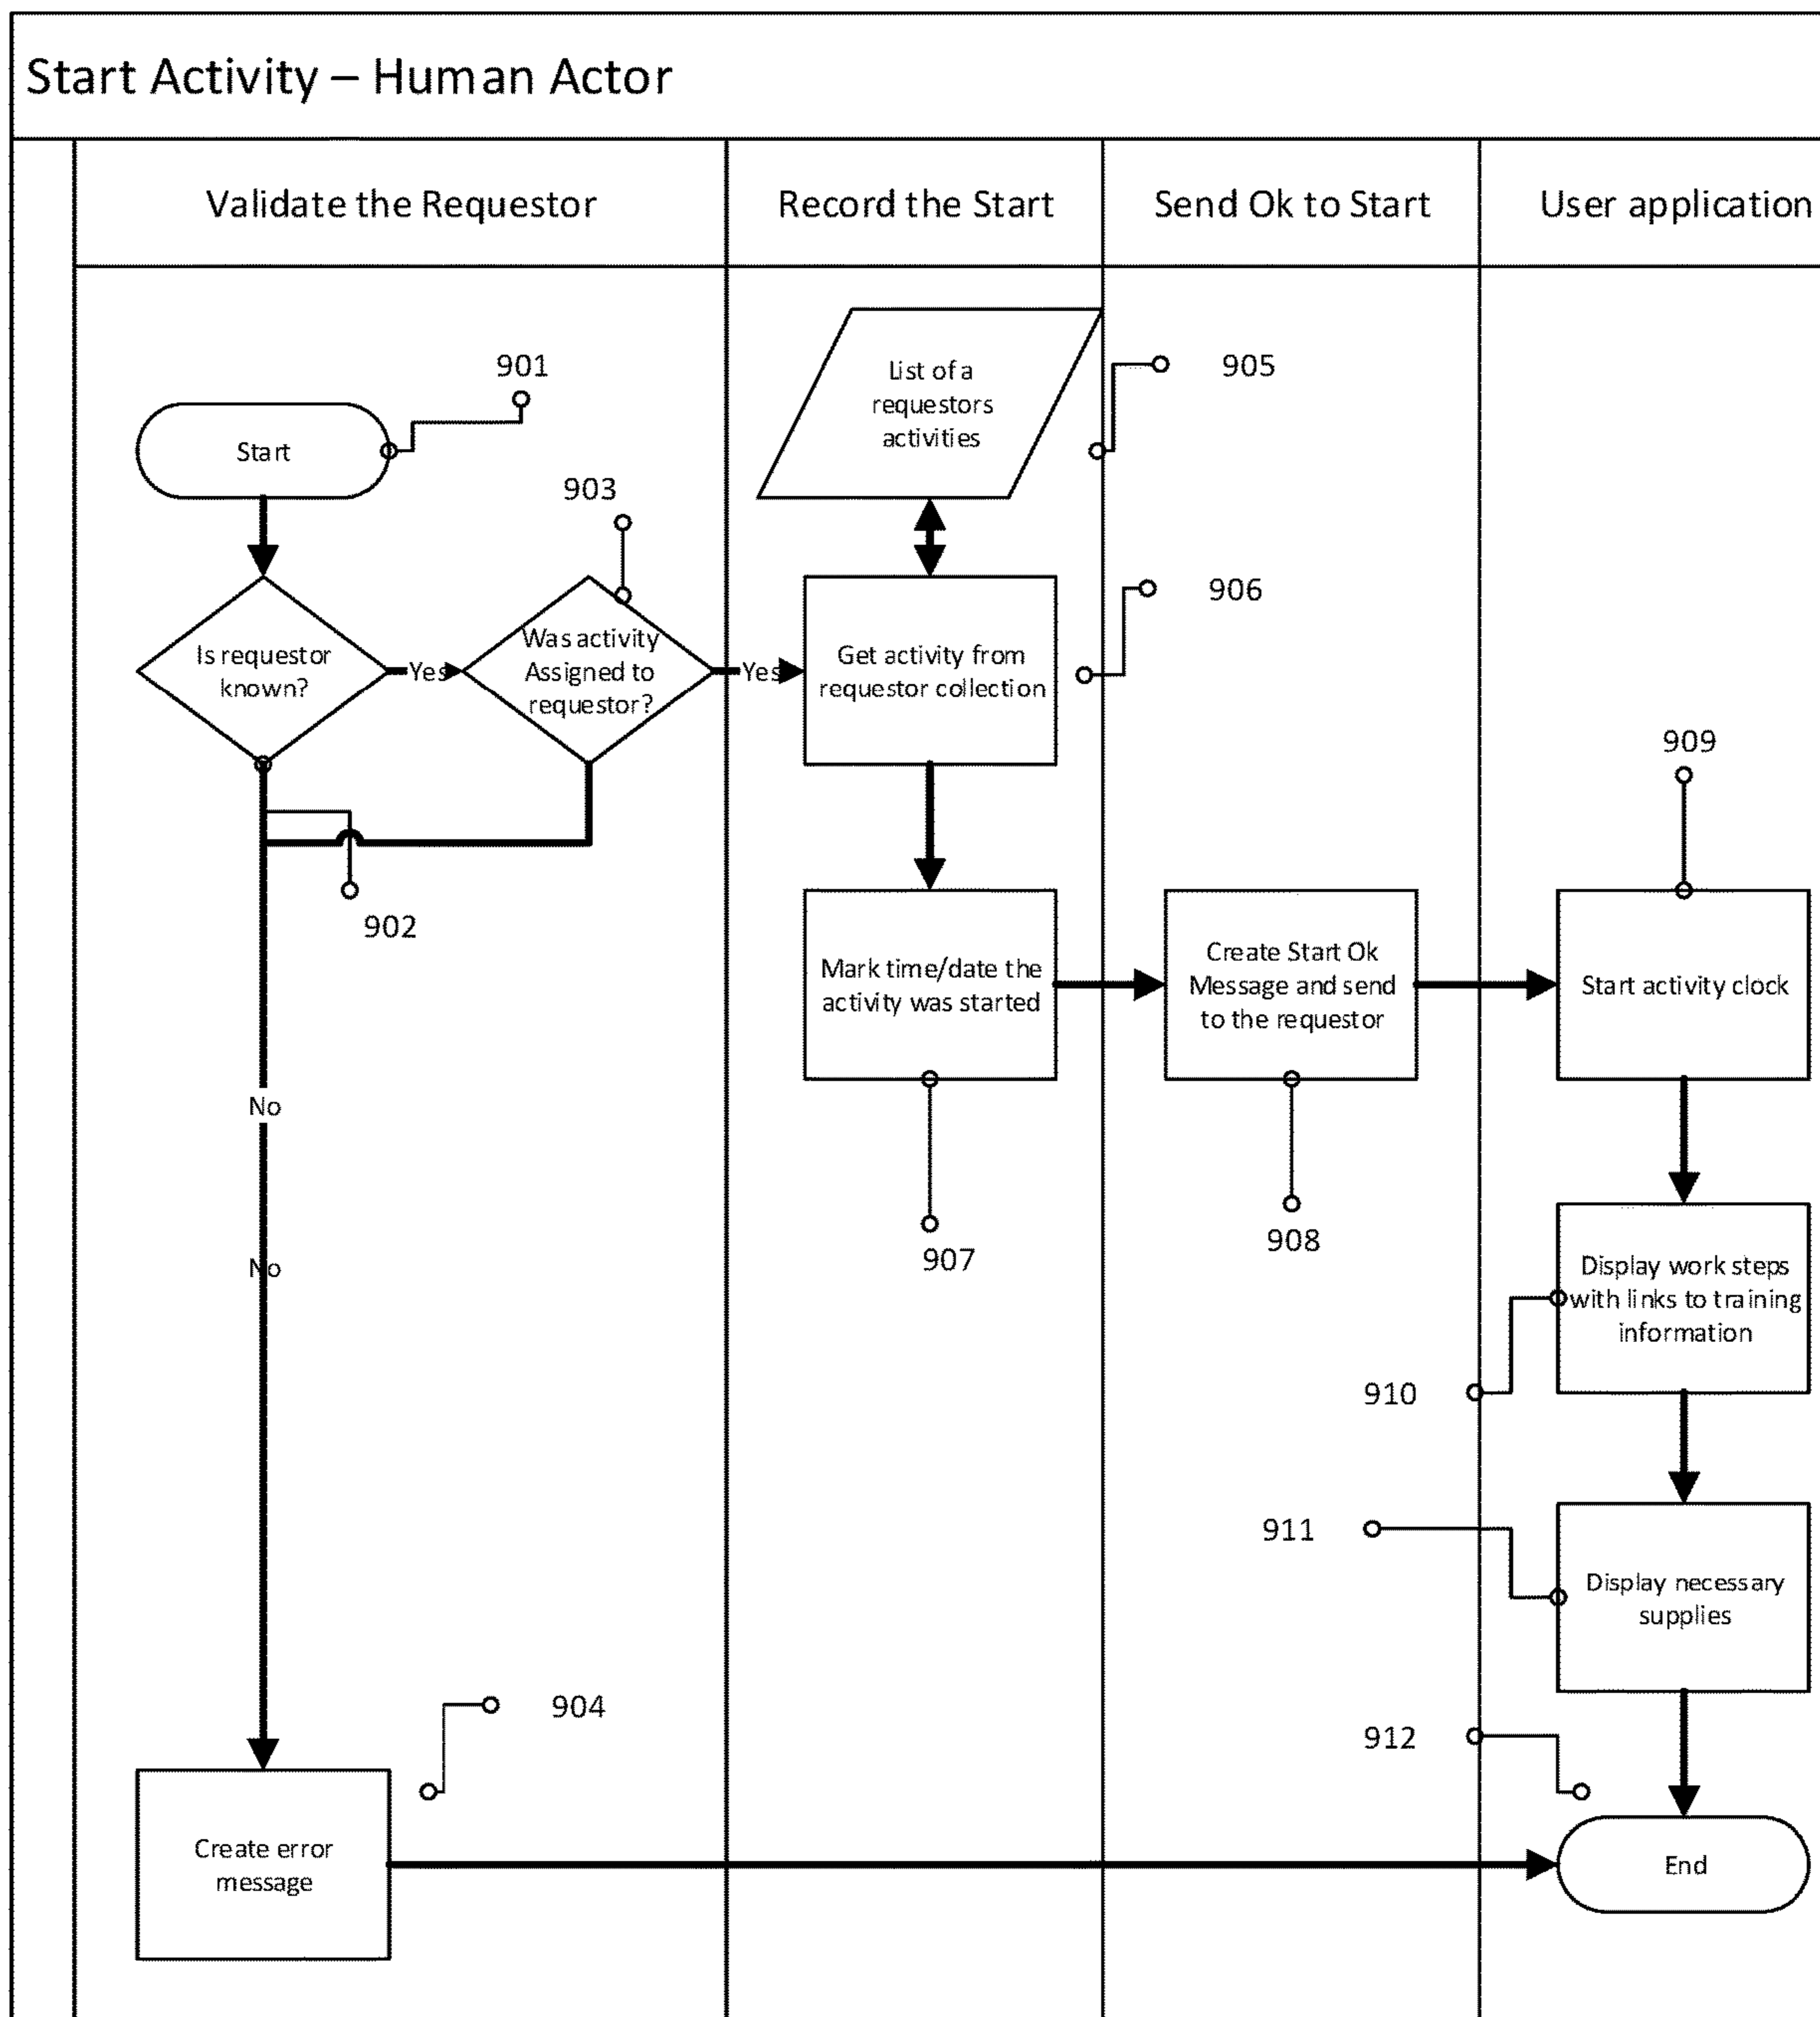 Start Activity – Human Actor
Validate the Requestor
Record the Start
Send Ok to Start
User application
901
Start
903
Is requestor
known?
Yes
Was activity
Assigned to
requestor?
Yes
902
No
No
904
Create error
message
List of a
requestors
activities
905
Get activity from
requestor collection
906
Mark time/date the
activity was started
907
Create Start Ok
Message and send
to the requestor
908
909
Start activity clock
Display work steps
with links to training
information
910
911
Display necessary
supplies
912
End